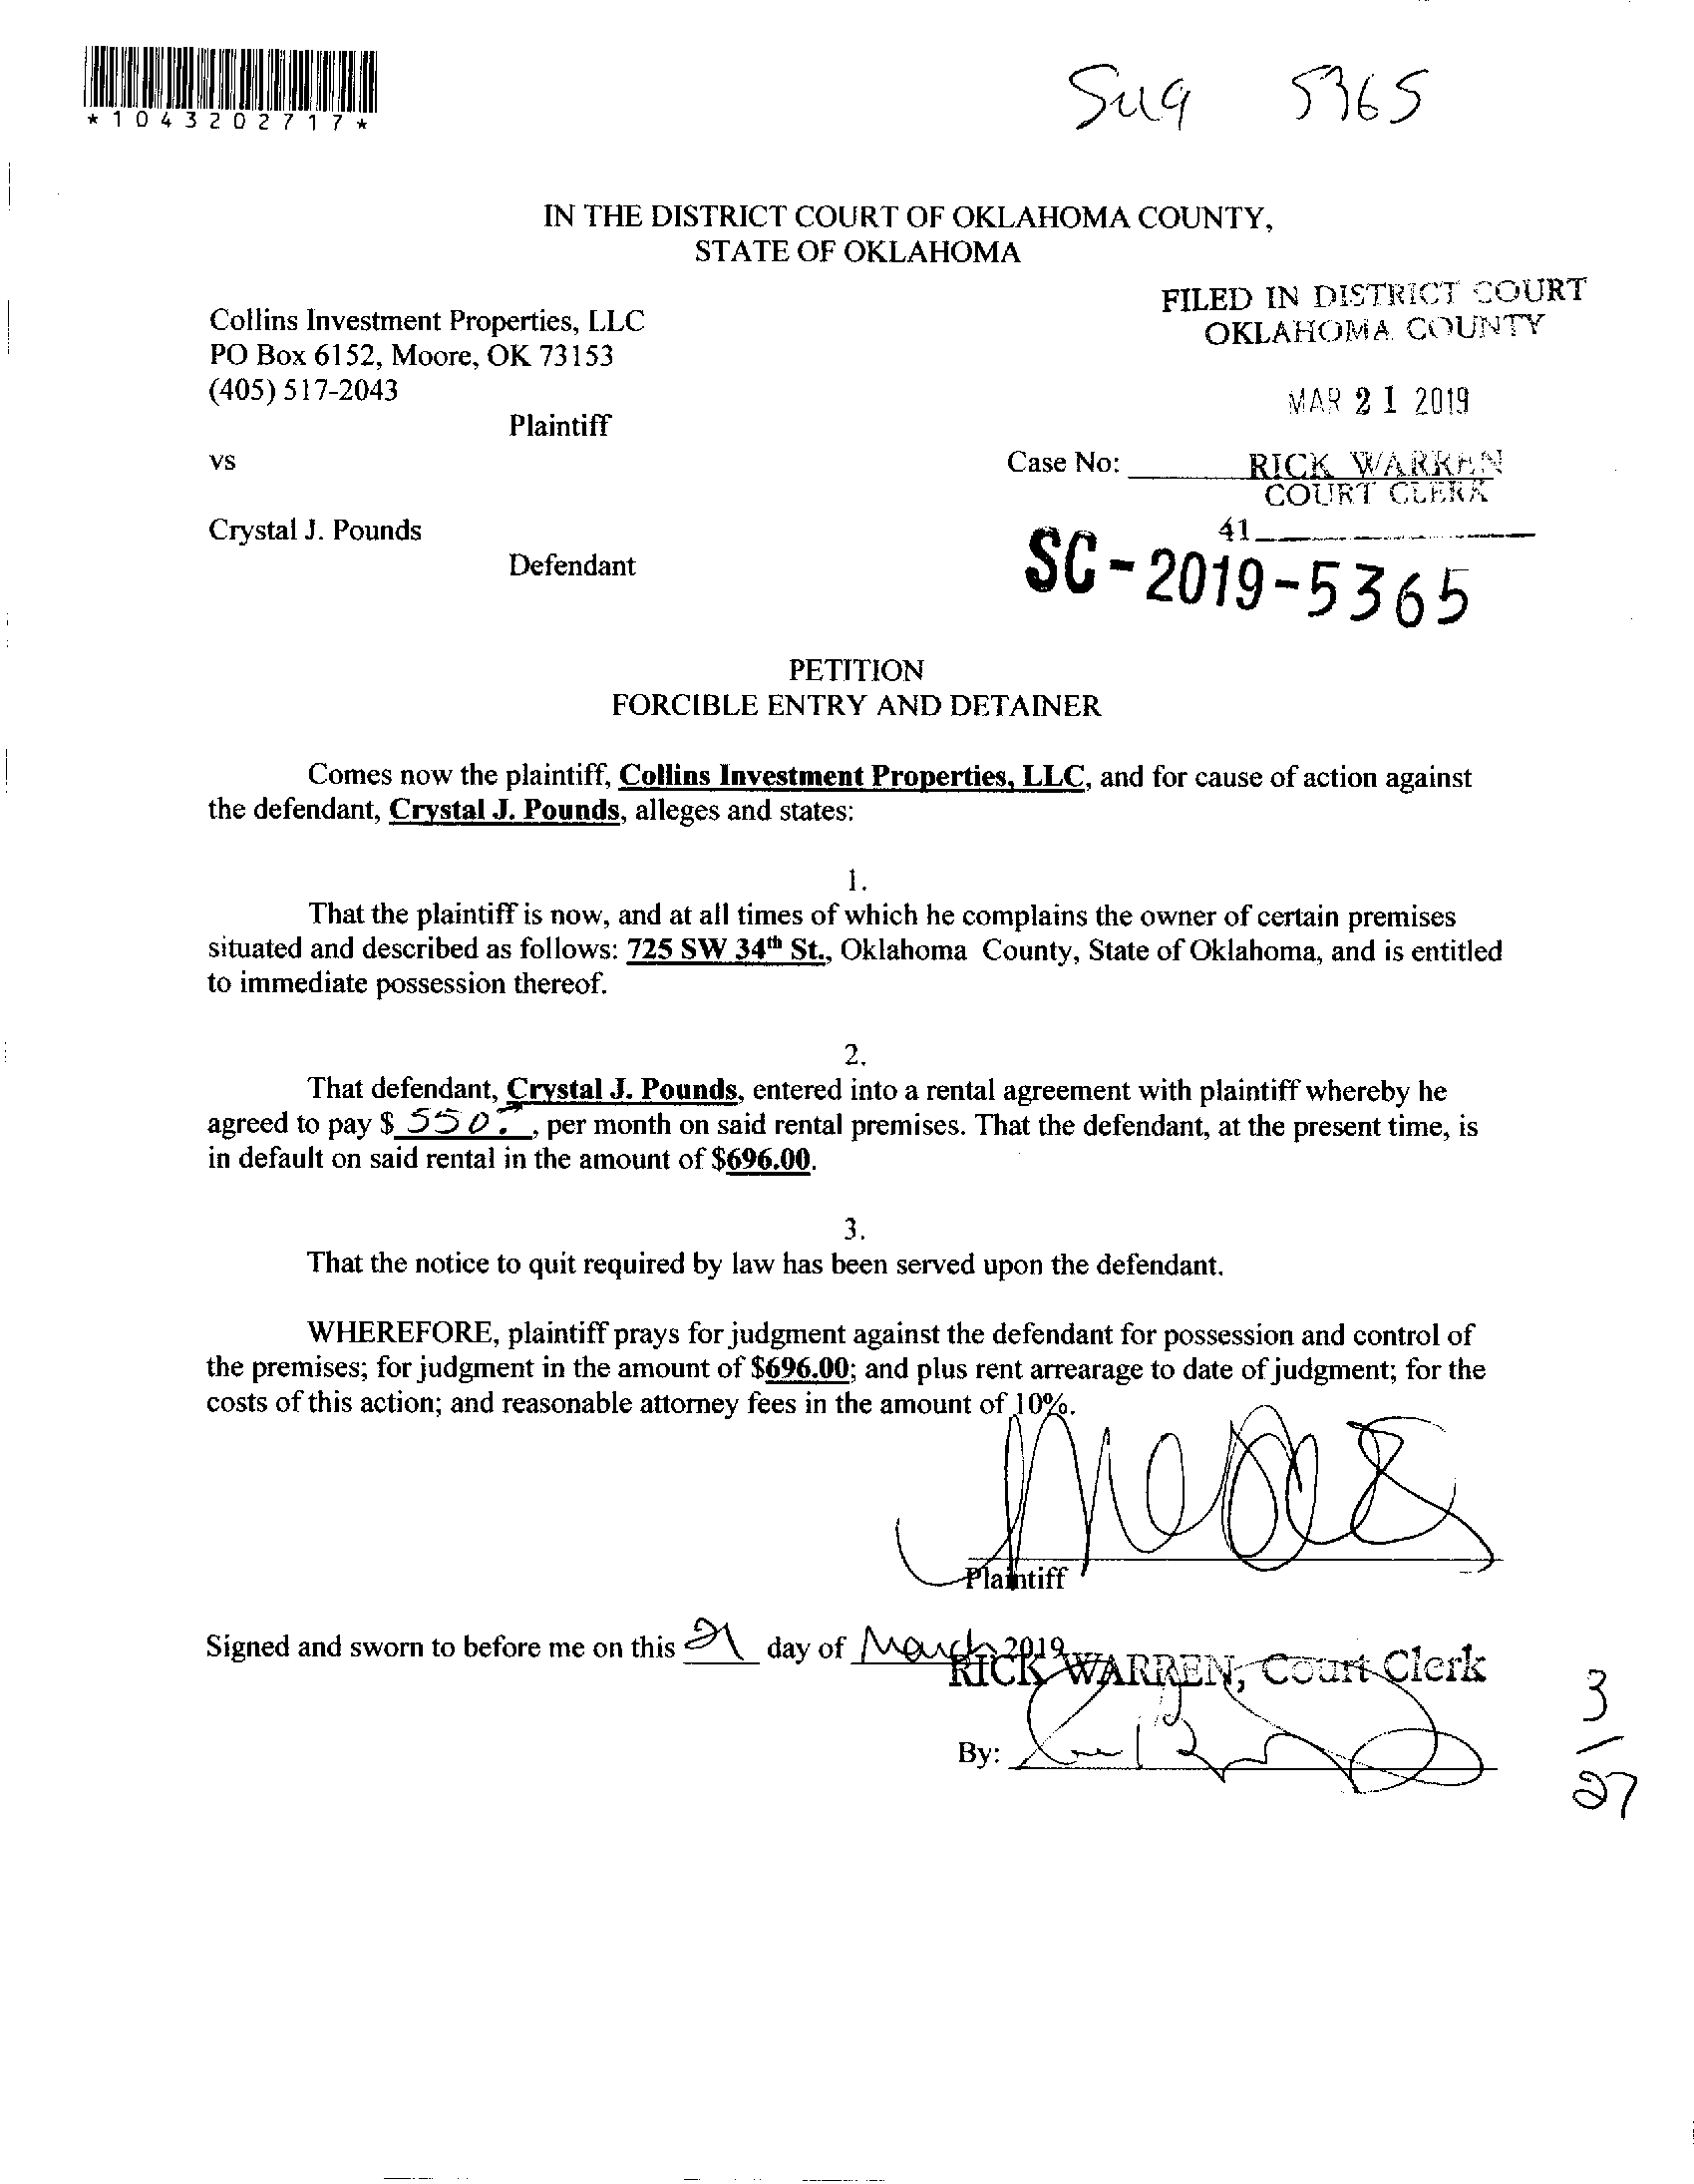 *1043202717*
5365
IN THE DISTRICT COURT OF OKLAHOMA COUNTY,
STATE OF OKLAHOMA
FILED IN DISTRICT COURT
OKLAHOMA COUNTY
Collins Investment Properties, LLC
PO Box 6152, Moore, OK 73153
(405) 517-2043
MAR 21 2019
Plaintiff
vs
Case No:
RICK WARREN
COURT CLERK
Crystal J. Pounds
41
Defendant
SC-2019-5365
PETITION
FORCIBLE ENTRY AND DETAINER
Comes now the plaintiff, Collins Investment Properties, LLC, and for cause of action against
the defendant, Crystal J. Pounds, alleges and states:
1.
That the plaintiff is now, and at all times of which he complains the owner of certain premises
situated and described as follows: 725 SW 34th St., Oklahoma County, State of Oklahoma, and is entitled
to immediate possession thereof.
2.
That defendant, Crystal J. Pounds, entered into a rental agreement with plaintiff whereby he
agreed to pay $ 550.-, per month on said rental premises. That the defendant, at the present time, is
in default on said rental in the amount of $696.00.
3.
That the notice to quit required by law has been served upon the defendant.
WHEREFORE, plaintiff prays for judgment against the defendant for possession and control of
the premises; for judgment in the amount of $696.00; and plus rent arrearage to date of judgment; for the
costs of this action; and reasonable attorney fees in the amount of 10%.
Plaintiff
Signed and sworn to before me on this 21 day of March 2019
RICK WARREN, Court Clerk
By:
3/27